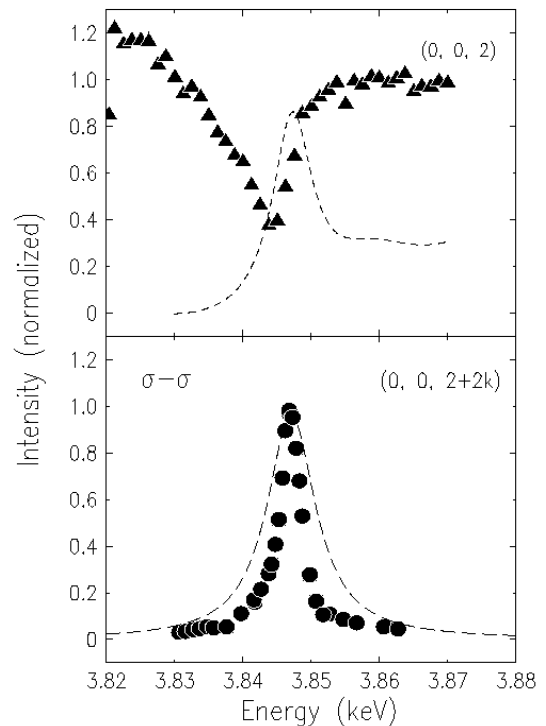 1.2
1.0
0.8
0.6
0.4
0.2
0
(0, 0, 2)
Intensity (normalized)
1.2
1.0
0.8
0.6
0.4
0.2
0
σ−σ
(0, 0, 2+2k)
3.82 3.83 3.84 3.85 3.86 3.87 3.88
Energy (keV)